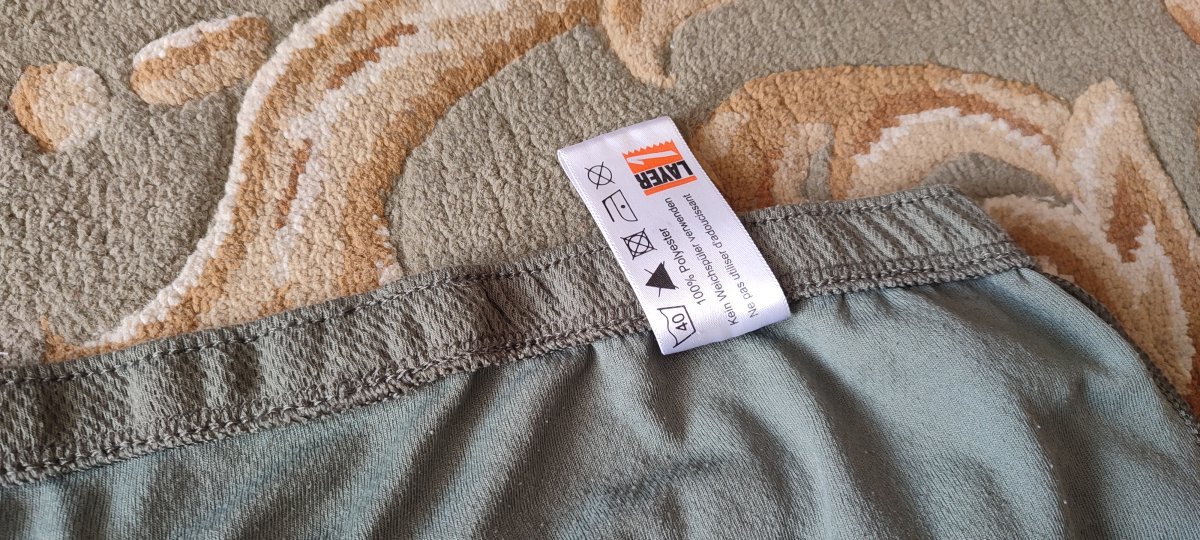 LAYER
40
100% Polyester
Kein Weichspüler verwenden
Ne pas utiliser d'adoucissant